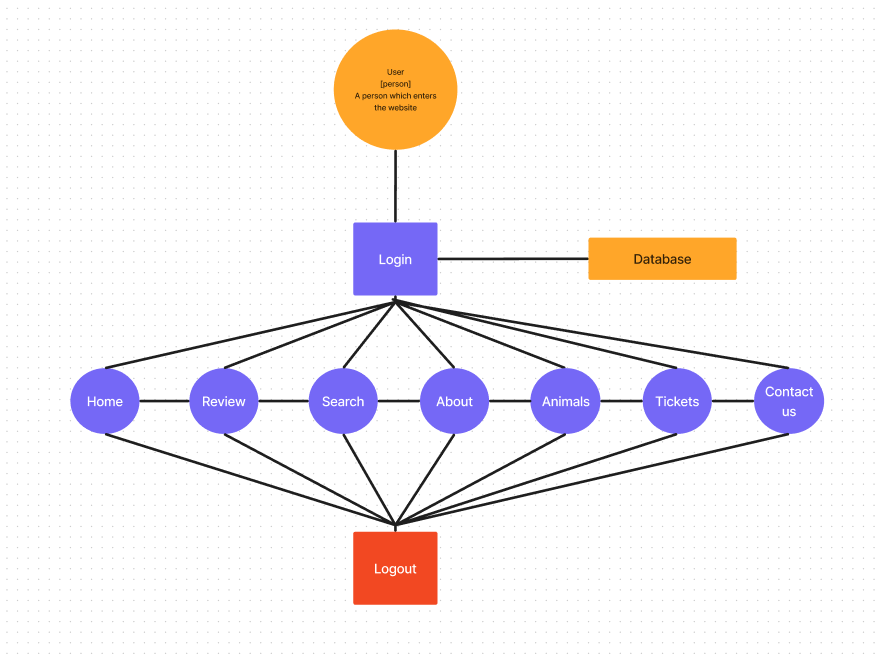 User
[person]
A person which enters
the website
Login
Database
Home
Review
Search
About
Animals
Tickets
Contact
us
Logout